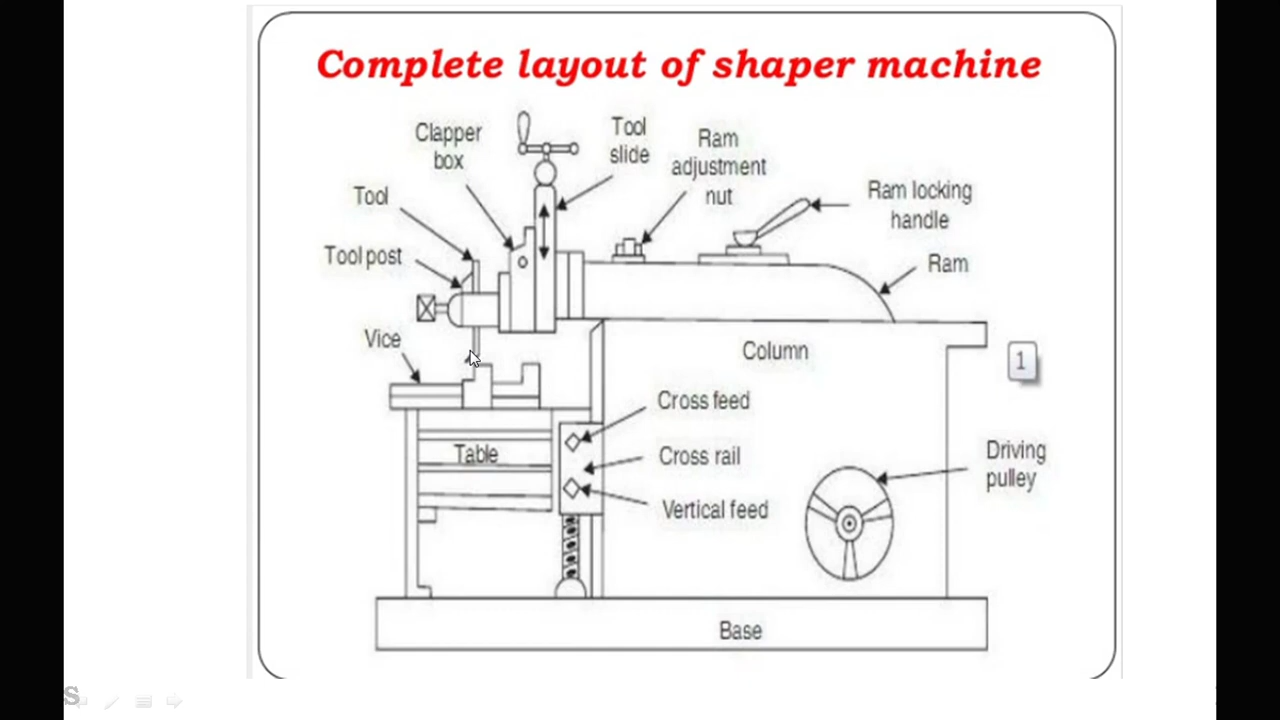 Complete layout of shaper machine
Clapper
box
Tool
slide
Ram
adjustment
nut
Ram locking
handle
Tool
Tool post
Ram
Vice
Column
1
Cross feed
Table
Cross rail
Driving
pulley
Vertical feed
Base
S